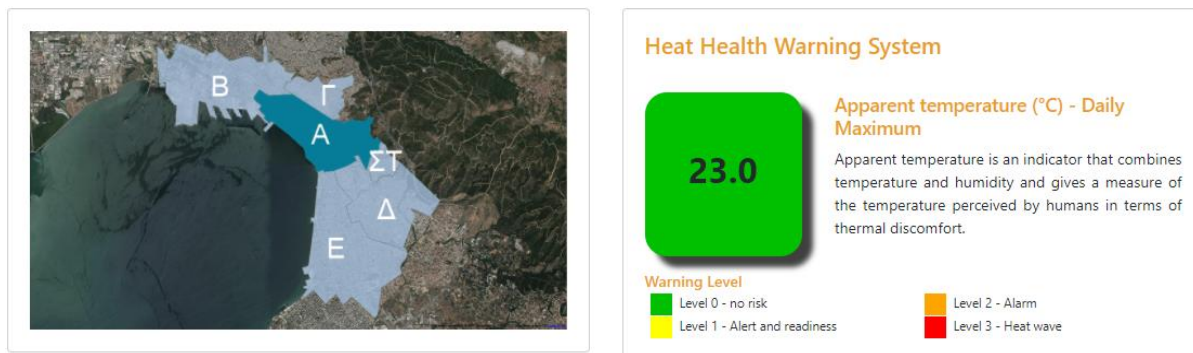 Β
Γ
Α
ΣΤ
Δ
Ε
Heat Health Warning System
23.0
Apparent temperature (°C) - Daily
Maximum
Apparent temperature is an indicator that combines
temperature and humidity and gives a measure of
the temperature perceived by humans in terms of
thermal discomfort.
Warning Level
Level 0 - no risk
Level 2 - Alarm
Level 1 - Alert and readiness
Level 3 - Heat wave